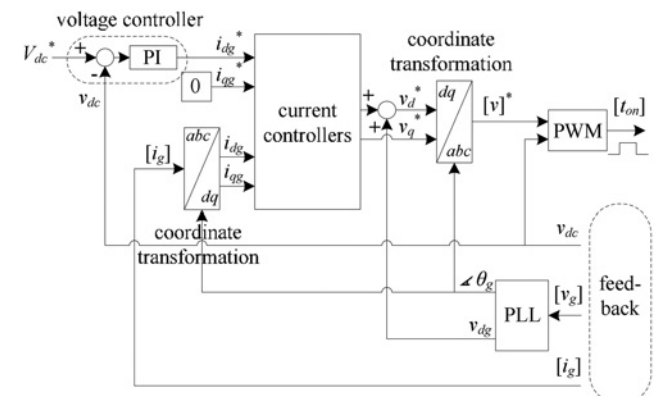 voltage controller
V_dc^* + - PI i_dg^*
v_dc
0 i_qg^*
current
controllers
coordinate
transformation
+ v_d^* dq [v]^*
+ v_q^* abc
PWM [t_on]
[i_g] abc i_dg
dq i_qg
coordinate
transformation
v_dc
∡ θ_g
v_dg
PLL [v_g]
[i_g]
feed-
back